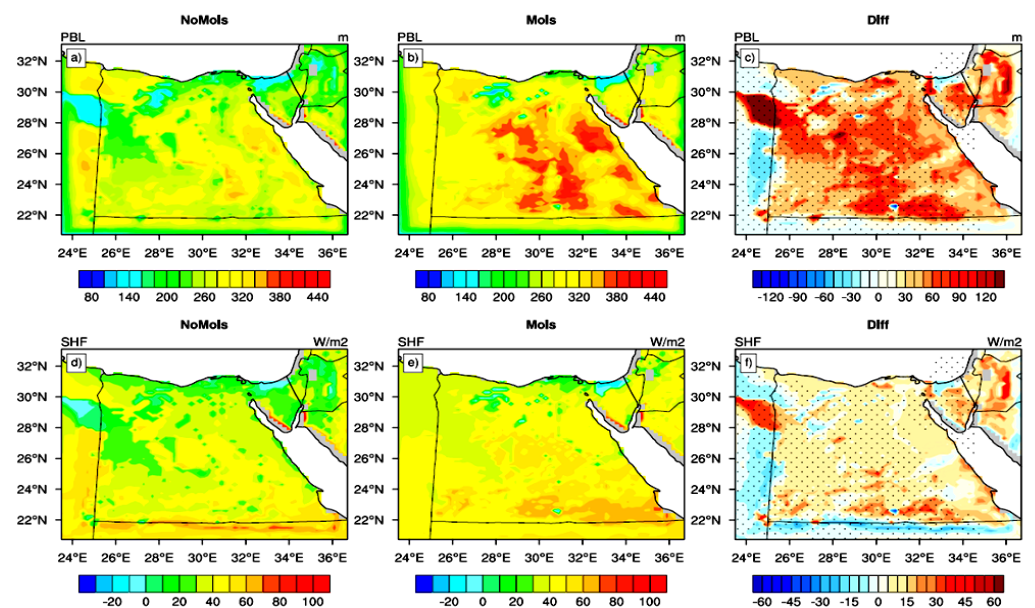 NoMois Mois Diff
PBL m PBL m PBL m
a) b) c)
32°N 32°N 32°N
30°N 30°N 30°N
28°N 28°N 28°N
26°N 26°N 26°N
24°N 24°N 24°N
22°N 22°N 22°N
24°E 26°E 28°E 30°E 32°E 34°E 36°E 24°E 26°E 28°E 30°E 32°E 34°E 36°E 24°E 26°E 28°E 30°E 32°E 34°E 36°E
80 140 200 260 320 380 440 80 140 200 260 320 380 440 -120 -90 -60 -30 0 30 60 90 120
NoMois Mois Diff
SHF W/m2 SHF W/m2 SHF W/m2
d) e) f)
32°N 32°N 32°N
30°N 30°N 30°N
28°N 28°N 28°N
26°N 26°N 26°N
24°N 24°N 24°N
22°N 22°N 22°N
24°E 26°E 28°E 30°E 32°E 34°E 36°E 24°E 26°E 28°E 30°E 32°E 34°E 36°E 24°E 26°E 28°E 30°E 32°E 34°E 36°E
-20 0 20 40 60 80 100 -20 0 20 40 60 80 100 -60 -45 -30 -15 0 15 30 45 60